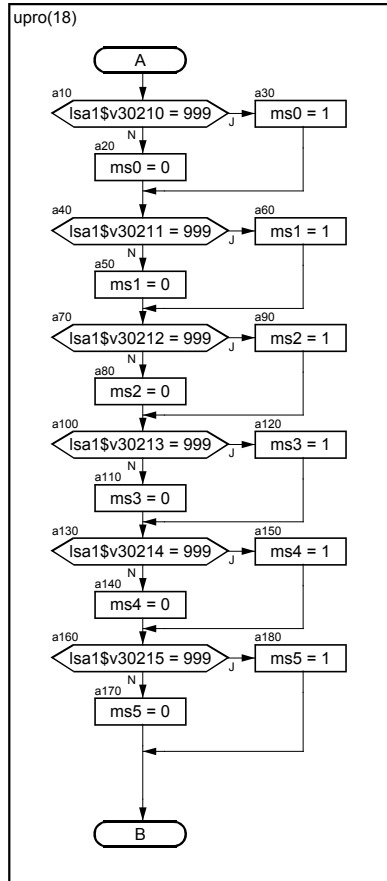 upro(18)
A
a10
lsa1$v30210 = 999
J
a30
ms0 = 1
N
a20
ms0 = 0
a40
lsa1$v30211 = 999
J
a60
ms1 = 1
N
a50
ms1 = 0
a70
lsa1$v30212 = 999
J
a90
ms2 = 1
N
a80
ms2 = 0
a100
lsa1$v30213 = 999
J
a120
ms3 = 1
N
a110
ms3 = 0
a130
lsa1$v30214 = 999
J
a150
ms4 = 1
N
a140
ms4 = 0
a160
lsa1$v30215 = 999
J
a180
ms5 = 1
N
a170
ms5 = 0
B